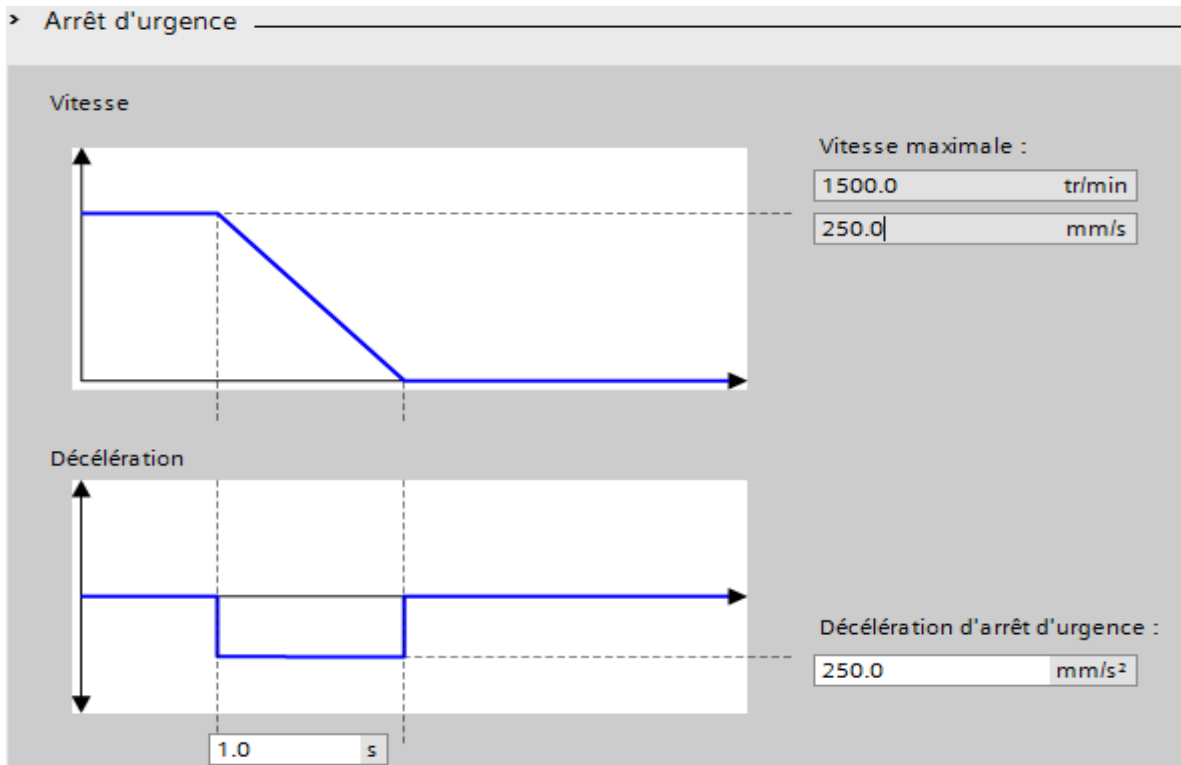 Arrêt d'urgence
Vitesse
Vitesse maximale :
1500.0 tr/min
250.0 mm/s
Décélération
Décélération d'arrêt d'urgence :
250.0 mm/s²
1.0 s